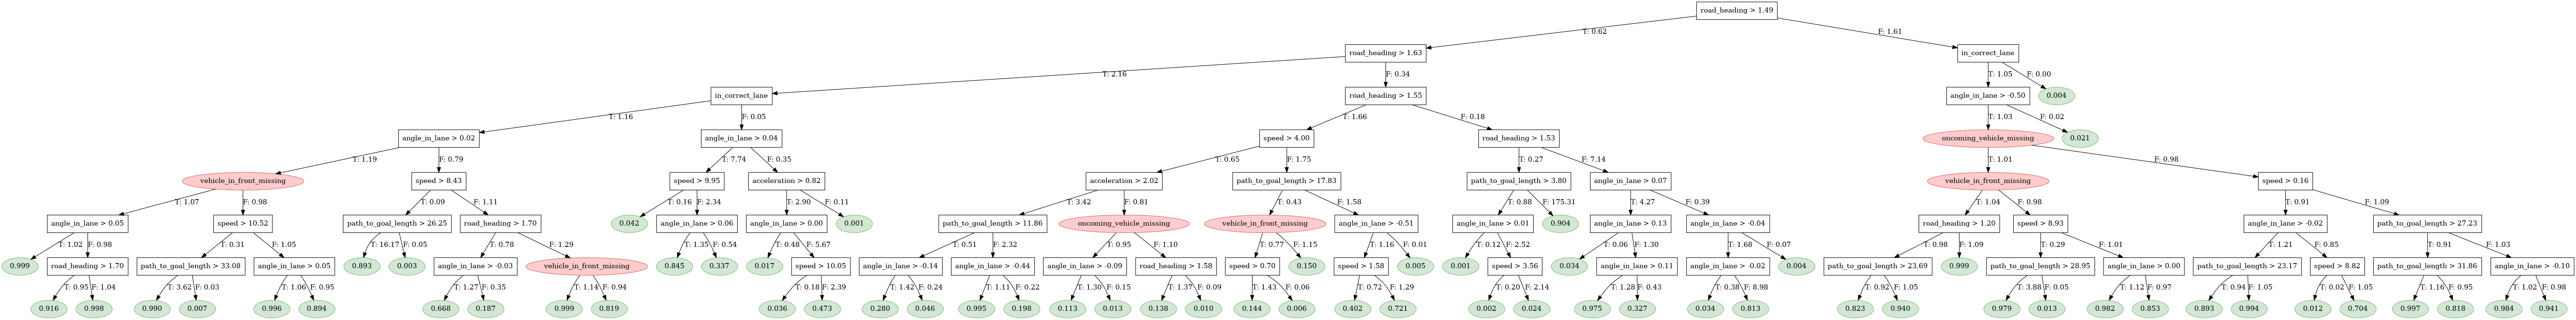 road_heading > 1.49
T: 0.62
F: 1.61
road_heading > 1.63
in_correct_lane
T: 2.16
F: 0.34
T: 1.05
F: 0.00
in_correct_lane
road_heading > 1.55
angle_in_lane > -0.50
0.004
T: 1.16
F: 0.05
T: 1.66
F: 0.18
T: 1.03
F: 0.02
angle_in_lane > 0.02
angle_in_lane > 0.04
speed > 4.00
road_heading > 1.53
oncoming_vehicle_missing
0.021
T: 1.19
F: 0.79
T: 7.74
F: 0.35
T: 0.65
F: 1.75
T: 0.27
F: 7.14
T: 1.01
F: 0.98
vehicle_in_front_missing
speed > 8.43
speed > 9.95
acceleration > 0.82
acceleration > 2.02
path_to_goal_length > 17.83
path_to_goal_length > 3.80
angle_in_lane > 0.07
vehicle_in_front_missing
speed > 0.16
T: 1.07
F: 0.98
T: 0.09
F: 1.11
T: 0.16
F: 2.34
T: 2.90
F: 0.11
T: 3.42
F: 0.81
T: 0.43
F: 1.58
T: 0.88
F: 175.31
T: 4.27
F: 0.39
T: 1.04
F: 0.98
T: 0.91
F: 1.09
angle_in_lane > 0.05
speed > 10.52
path_to_goal_length > 26.25
road_heading > 1.70
0.042
angle_in_lane > 0.06
angle_in_lane > 0.00
0.001
path_to_goal_length > 11.86
oncoming_vehicle_missing
vehicle_in_front_missing
angle_in_lane > -0.51
angle_in_lane > 0.01
0.904
angle_in_lane > 0.13
angle_in_lane > -0.04
road_heading > 1.20
speed > 8.93
angle_in_lane > -0.02
path_to_goal_length > 27.23
T: 1.02
F: 0.98
T: 0.31
F: 1.05
T: 16.17
F: 0.05
T: 0.78
F: 1.29
T: 1.35
F: 0.54
T: 0.48
F: 5.67
T: 0.51
F: 2.32
T: 0.95
F: 1.10
T: 0.77
F: 1.15
T: 1.16
F: 0.01
T: 0.12
F: 2.52
T: 0.06
F: 1.30
T: 1.68
F: 0.07
T: 0.98
F: 1.09
T: 0.29
F: 1.01
T: 1.21
F: 0.85
T: 0.91
F: 1.03
0.999
road_heading > 1.70
path_to_goal_length > 33.08
angle_in_lane > 0.05
0.893
0.003
angle_in_lane > -0.03
vehicle_in_front_missing
0.845
0.337
0.017
speed > 10.05
angle_in_lane > -0.14
angle_in_lane > -0.44
angle_in_lane > -0.09
road_heading > 1.58
speed > 0.70
0.150
speed > 1.58
0.005
0.001
speed > 3.56
0.034
angle_in_lane > 0.11
angle_in_lane > -0.02
0.004
path_to_goal_length > 23.69
0.999
path_to_goal_length > 28.95
angle_in_lane > 0.00
path_to_goal_length > 23.17
speed > 8.82
path_to_goal_length > 31.86
angle_in_lane > -0.10
T: 0.95
F: 1.04
T: 3.62
F: 0.03
T: 1.06
F: 0.95
T: 1.27
F: 0.35
T: 1.14
F: 0.94
T: 0.18
F: 2.39
T: 1.42
F: 0.24
T: 1.11
F: 0.22
T: 1.30
F: 0.15
T: 1.37
F: 0.09
T: 1.43
F: 0.06
T: 0.72
F: 1.29
T: 0.20
F: 2.14
T: 1.28
F: 0.43
T: 0.38
F: 8.98
T: 0.92
F: 1.05
T: 3.88
F: 0.05
T: 1.12
F: 0.97
T: 0.94
F: 1.05
T: 0.02
F: 1.05
T: 1.16
F: 0.95
T: 1.02
F: 0.98
0.916
0.998
0.990
0.007
0.996
0.894
0.668
0.187
0.999
0.819
0.036
0.473
0.280
0.046
0.995
0.198
0.113
0.013
0.138
0.010
0.144
0.006
0.402
0.721
0.002
0.024
0.975
0.327
0.034
0.813
0.823
0.940
0.979
0.013
0.982
0.853
0.893
0.994
0.012
0.704
0.997
0.818
0.984
0.941